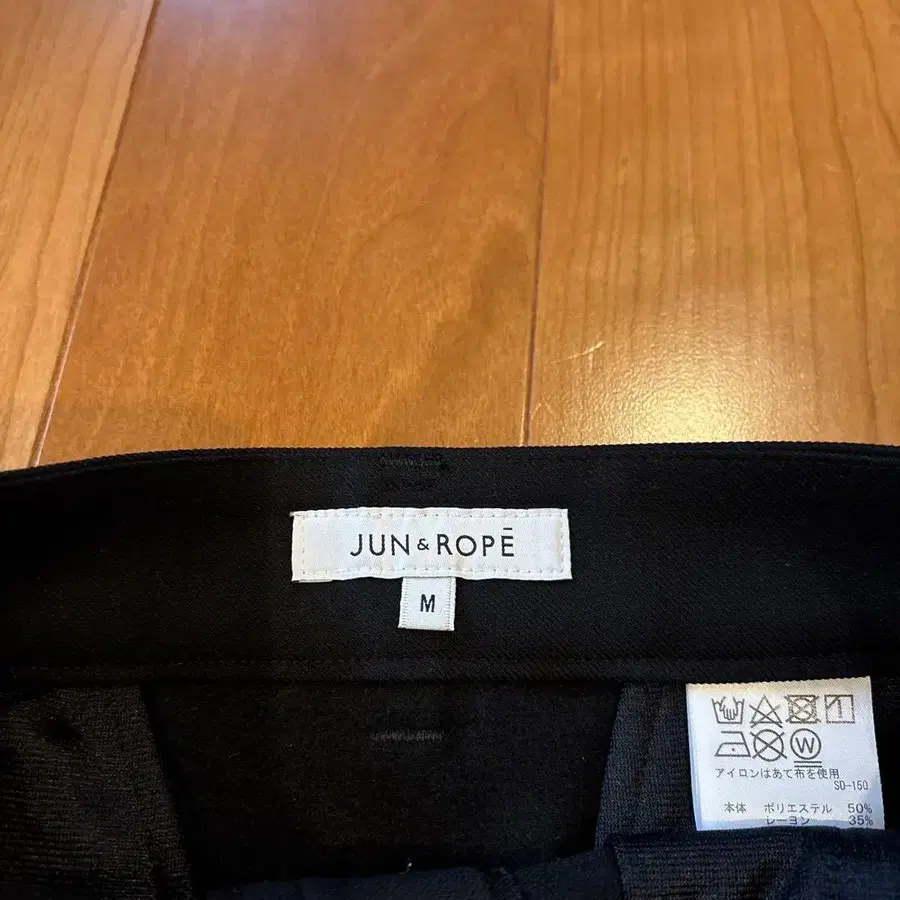 JUN & ROPĒ
M
W
アイロンはあて布を使用
SD-150
本体 ポリエステル 50%
レーヨン 35%